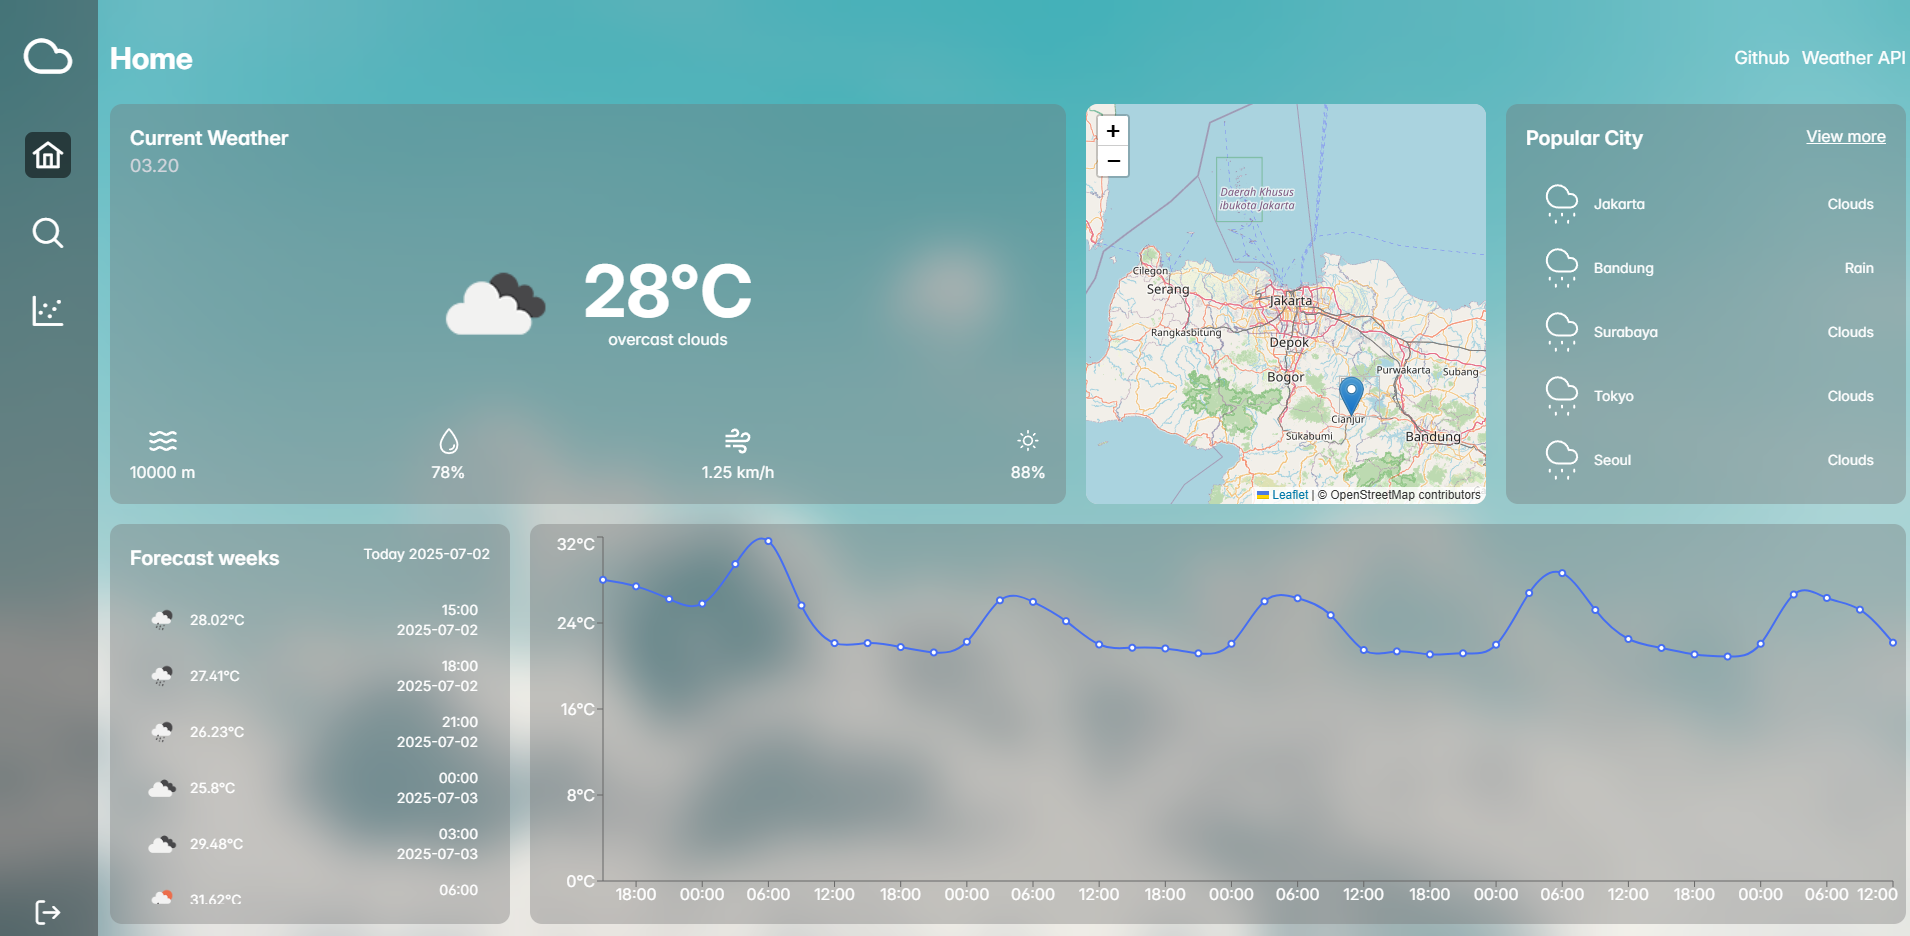 Home
Github Weather API
Current Weather
03.20
28°C
overcast clouds
10000 m
78%
1.25 km/h
88%
+
−
Daerah Khusus
ibukota Jakarta
Cilegon
Serang
Jakarta
Rangkasbitung
Depok
Bogor
Purwakarta
Subang
Cianjur
Sukabumi
Bandung
Leaflet | © OpenStreetMap contributors
Popular City
View more
Jakarta Clouds
Bandung Rain
Surabaya Clouds
Tokyo Clouds
Seoul Clouds
Forecast weeks
Today 2025-07-02
28.02°C
15:00
2025-07-02
27.41°C
18:00
2025-07-02
26.23°C
21:00
2025-07-02
25.8°C
00:00
2025-07-03
29.48°C
03:00
2025-07-03
31.62°C
06:00
32°C
24°C
16°C
8°C
0°C
18:00 00:00 06:00 12:00 18:00 00:00 06:00 12:00 18:00 00:00 06:00 12:00 18:00 00:00 06:00 12:00 18:00 00:00 06:00 12:00